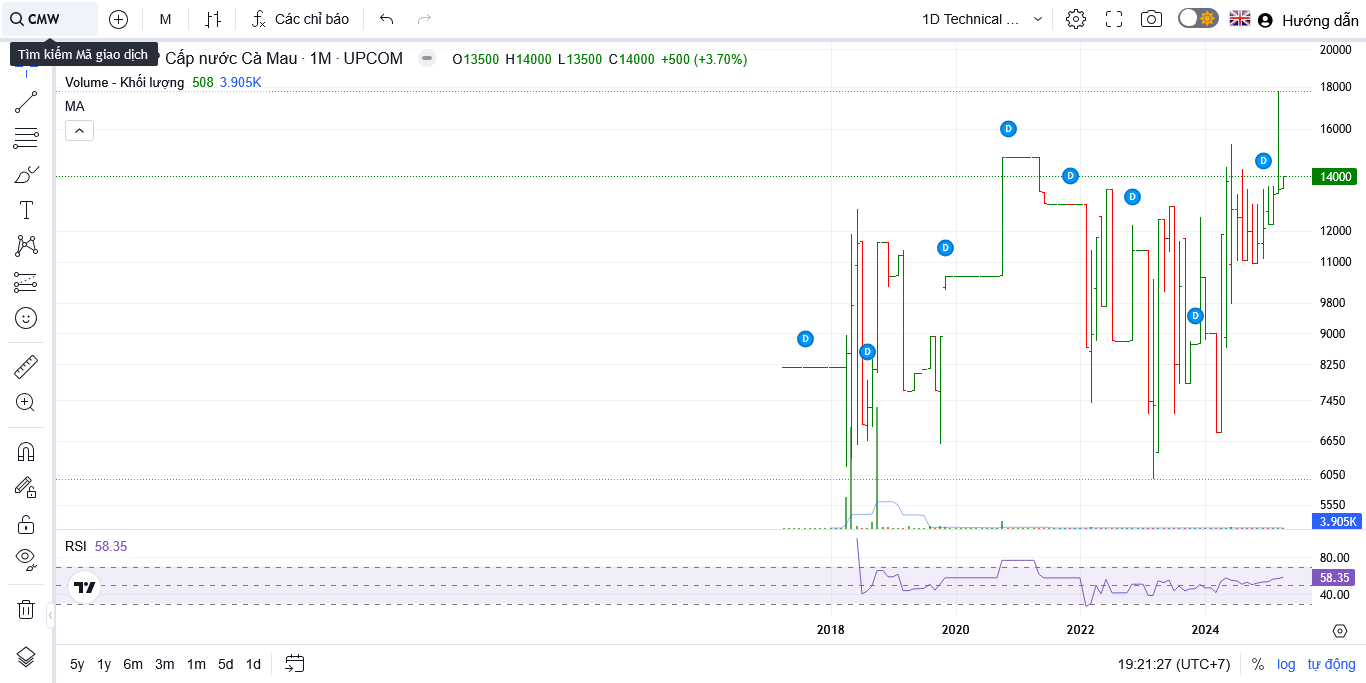 CMW M Các chỉ báo 1D Technical ... Hướng dẫn
Tìm kiếm Mã giao dịch
P Cấp nước Cà Mau · 1M · UPCOM O13500 H14000 L13500 C14000 +500 (+3.70%)
Volume - Khối lượng 508 3.905K
MA
D
D
D
D
D
D
D
D
20000
18000
16000
14000
12000
11000
9800
9000
8250
7450
6650
6050
5550
3.905K
RSI 58.35
80.00
58.35
40.00
2018 2020 2022 2024
5y 1y 6m 3m 1m 5d 1d 19:21:27 (UTC+7) % log tự động